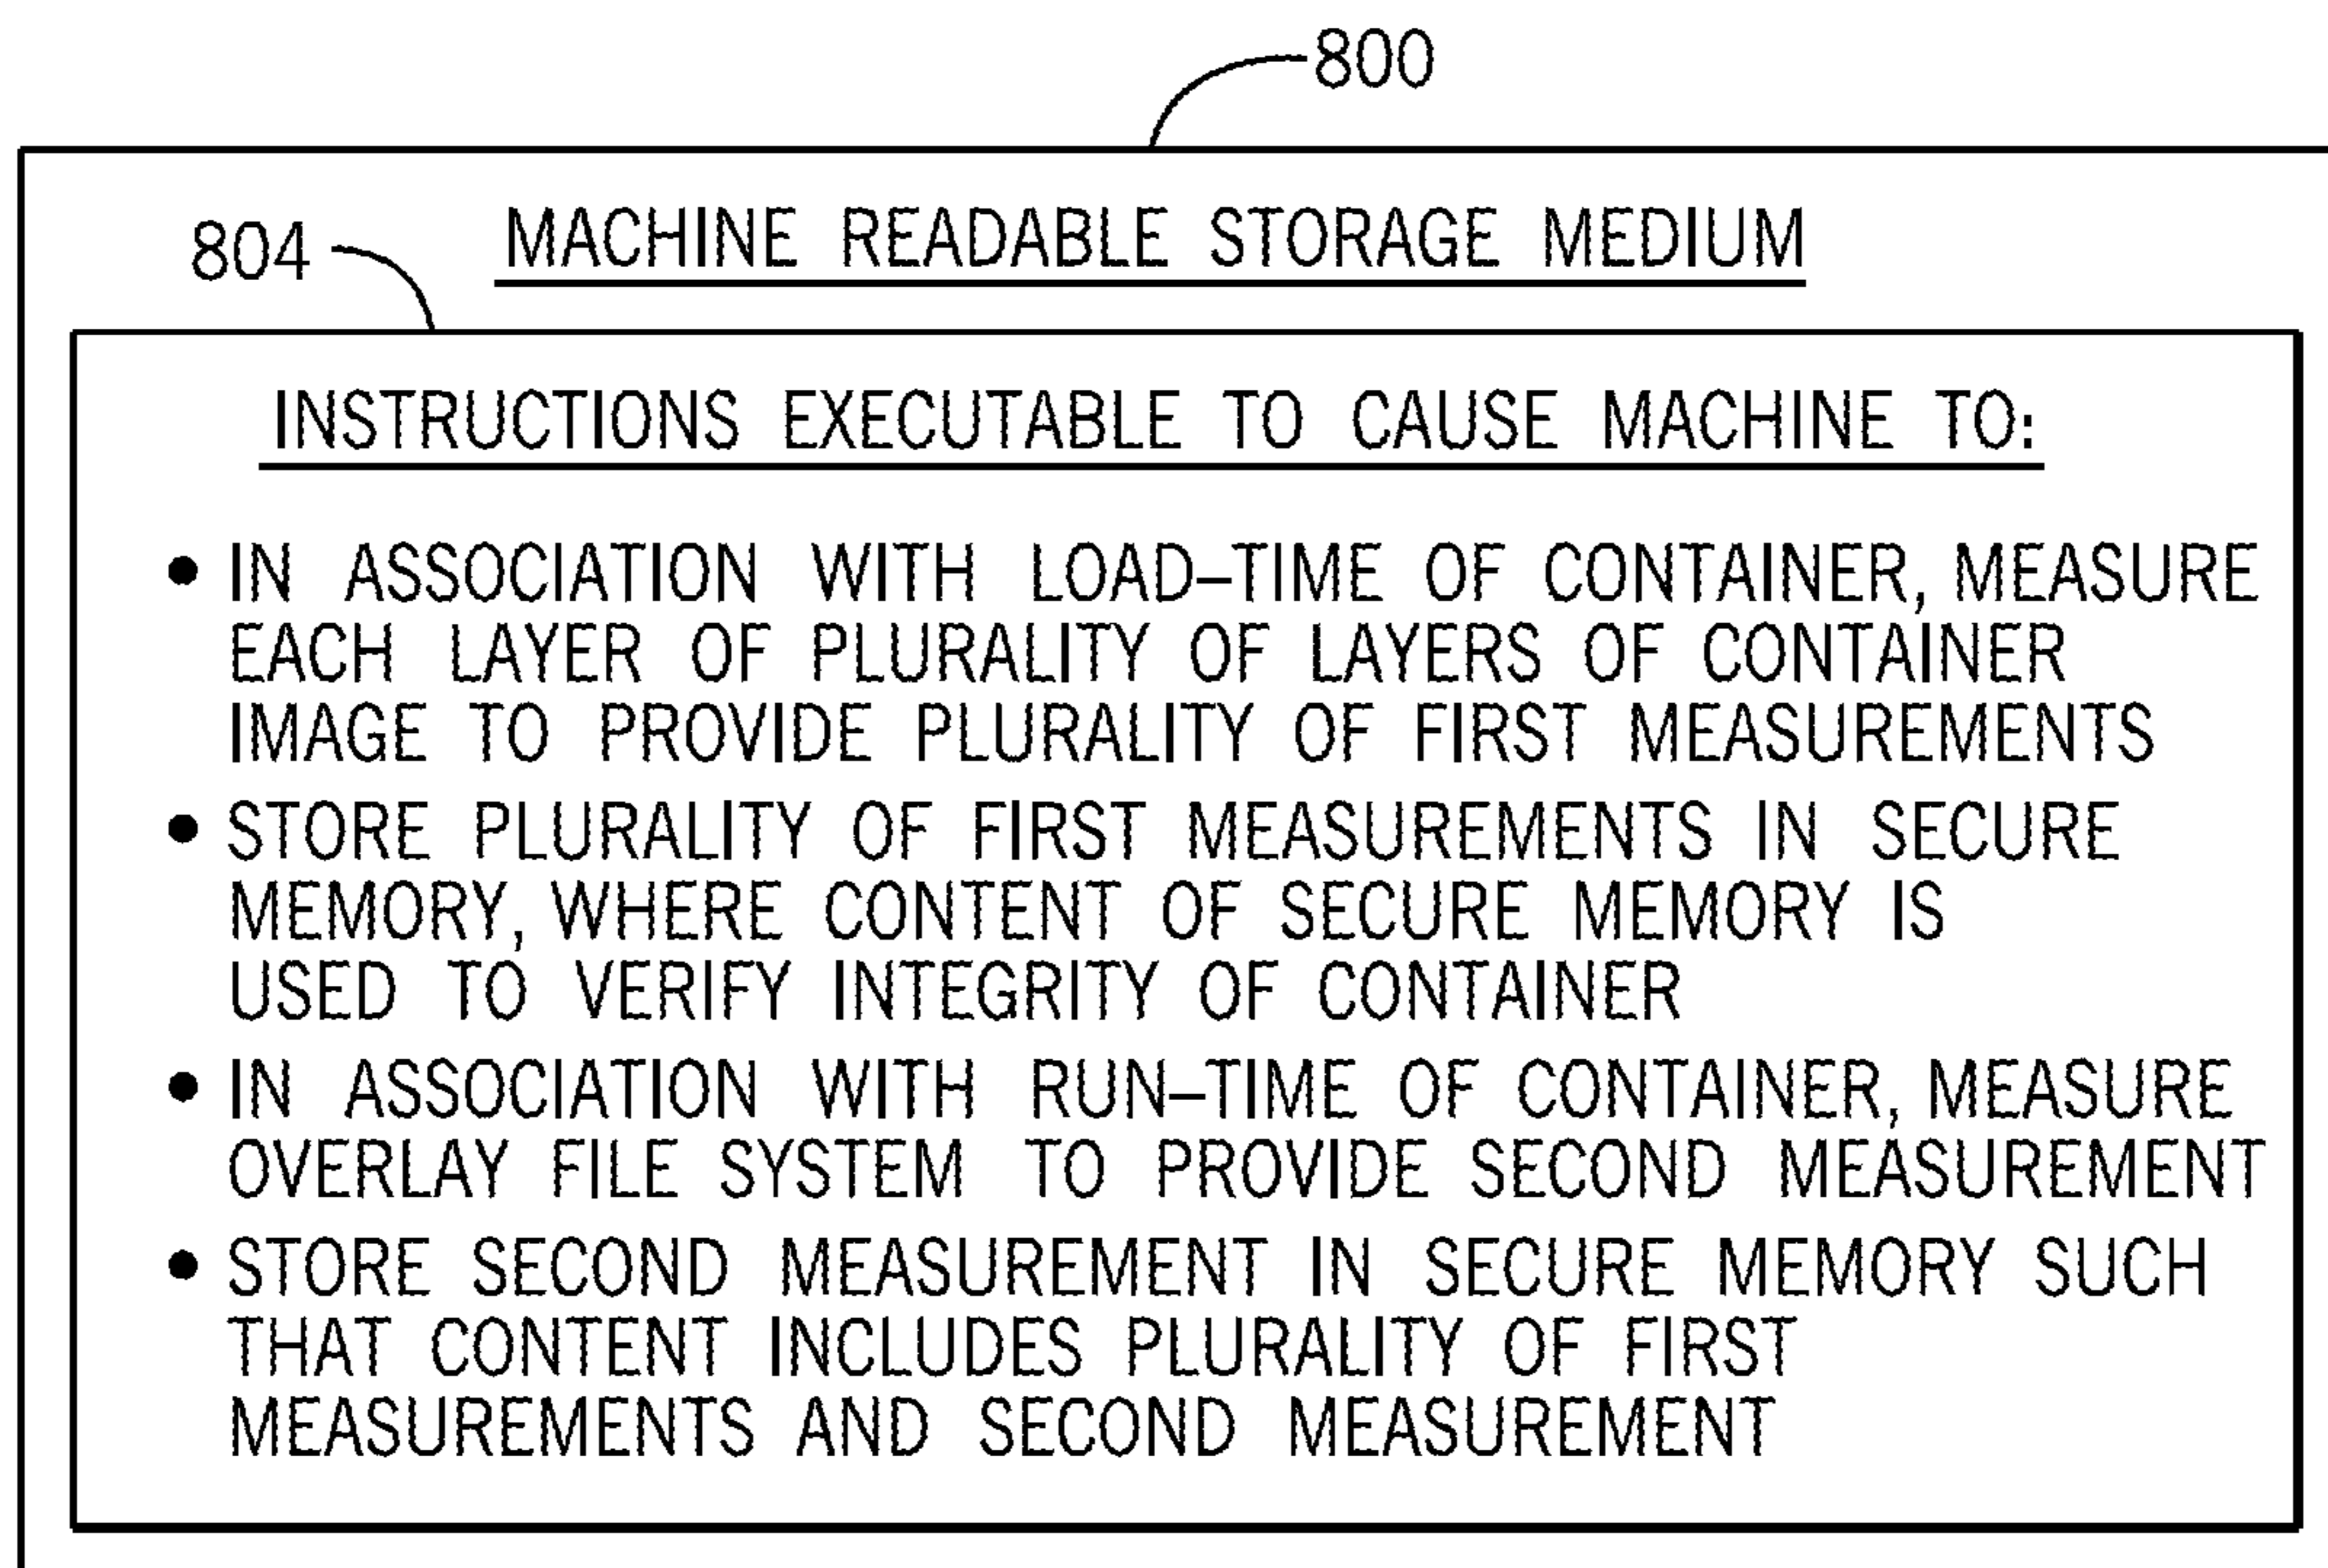 800
804
MACHINE READABLE STORAGE MEDIUM
INSTRUCTIONS EXECUTABLE TO CAUSE MACHINE TO:
• IN ASSOCIATION WITH LOAD–TIME OF CONTAINER, MEASURE
EACH LAYER OF PLURALITY OF LAYERS OF CONTAINER
IMAGE TO PROVIDE PLURALITY OF FIRST MEASUREMENTS
• STORE PLURALITY OF FIRST MEASUREMENTS IN SECURE
MEMORY, WHERE CONTENT OF SECURE MEMORY IS
USED TO VERIFY INTEGRITY OF CONTAINER
• IN ASSOCIATION WITH RUN–TIME OF CONTAINER, MEASURE
OVERLAY FILE SYSTEM TO PROVIDE SECOND MEASUREMENT
• STORE SECOND MEASUREMENT IN SECURE MEMORY SUCH
THAT CONTENT INCLUDES PLURALITY OF FIRST
MEASUREMENTS AND SECOND MEASUREMENT